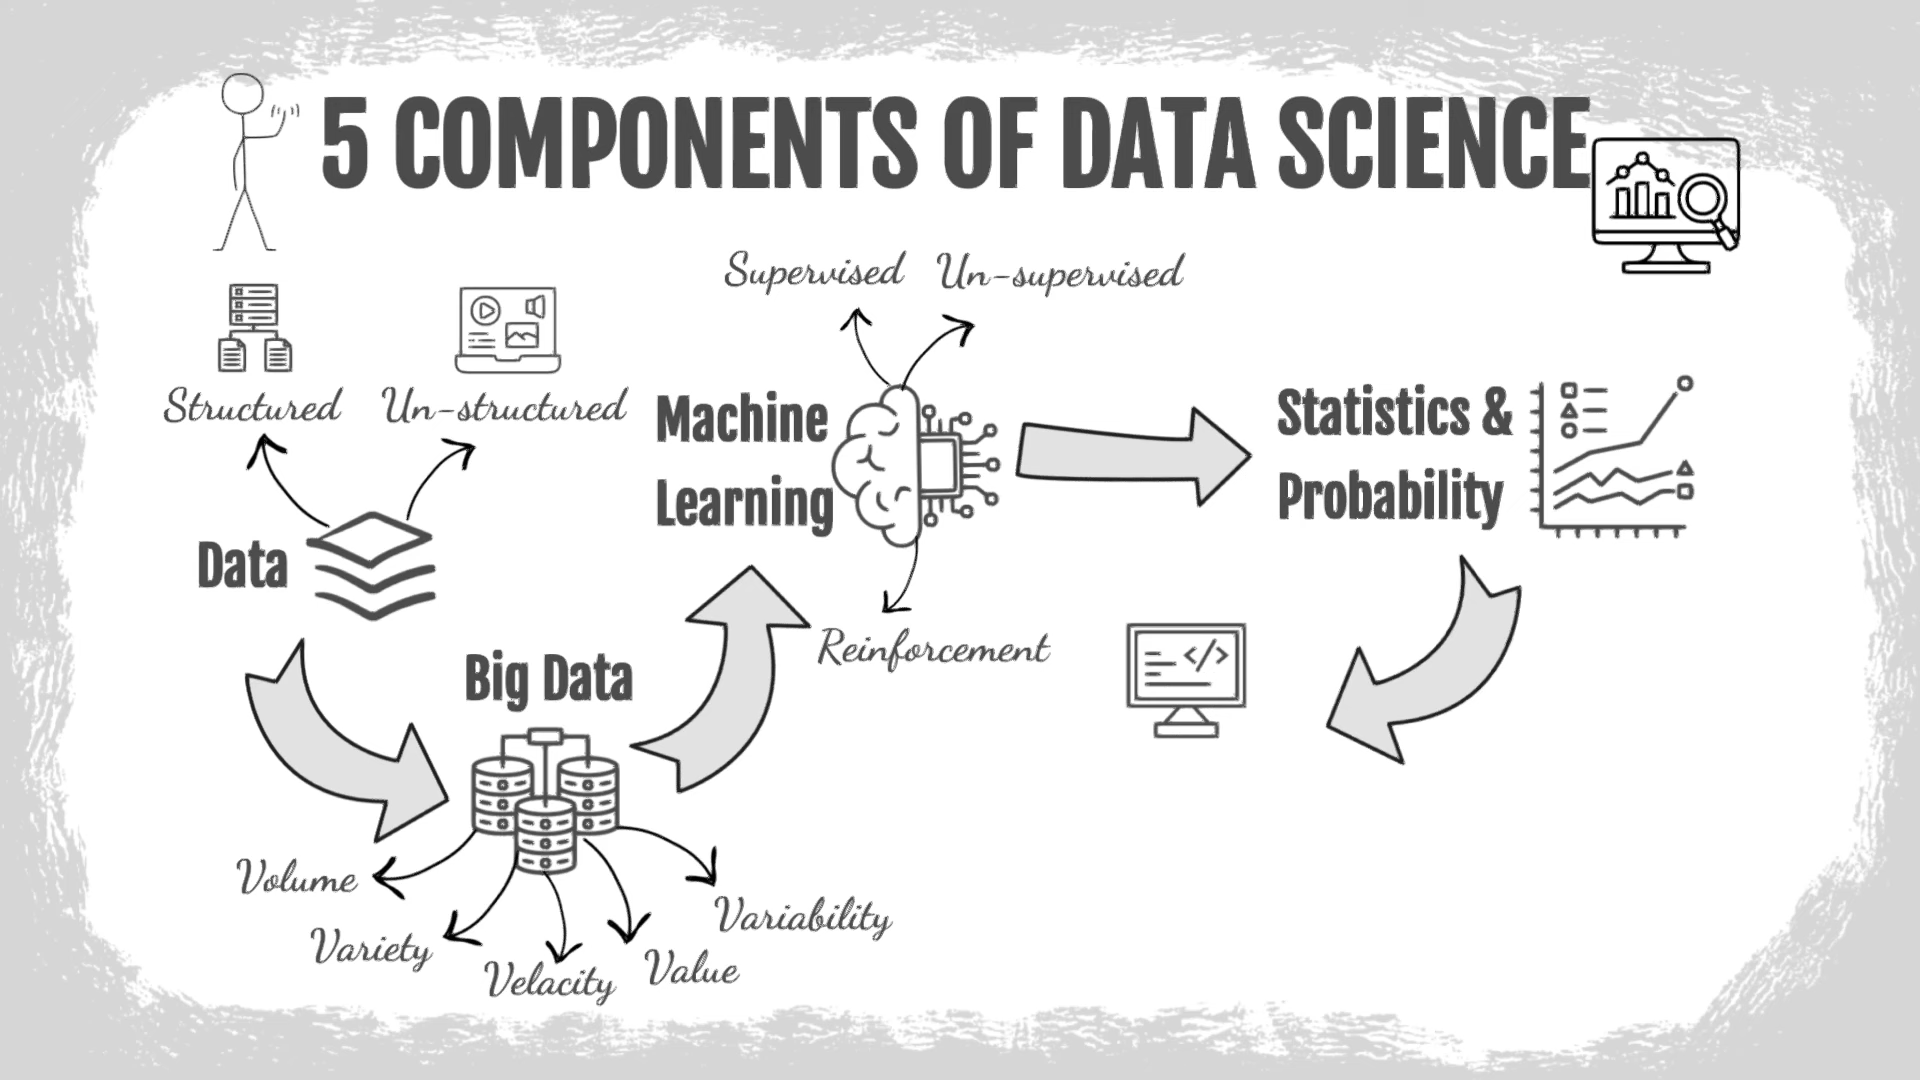 5 COMPONENTS OF DATA SCIENCE
Supervised
Un-supervised
Structured
Un-structured
Machine
Learning
Statistics &
Probability
Data
Reinforcement
</>
Big Data
Volume
Variety
Velacity
Value
Variability